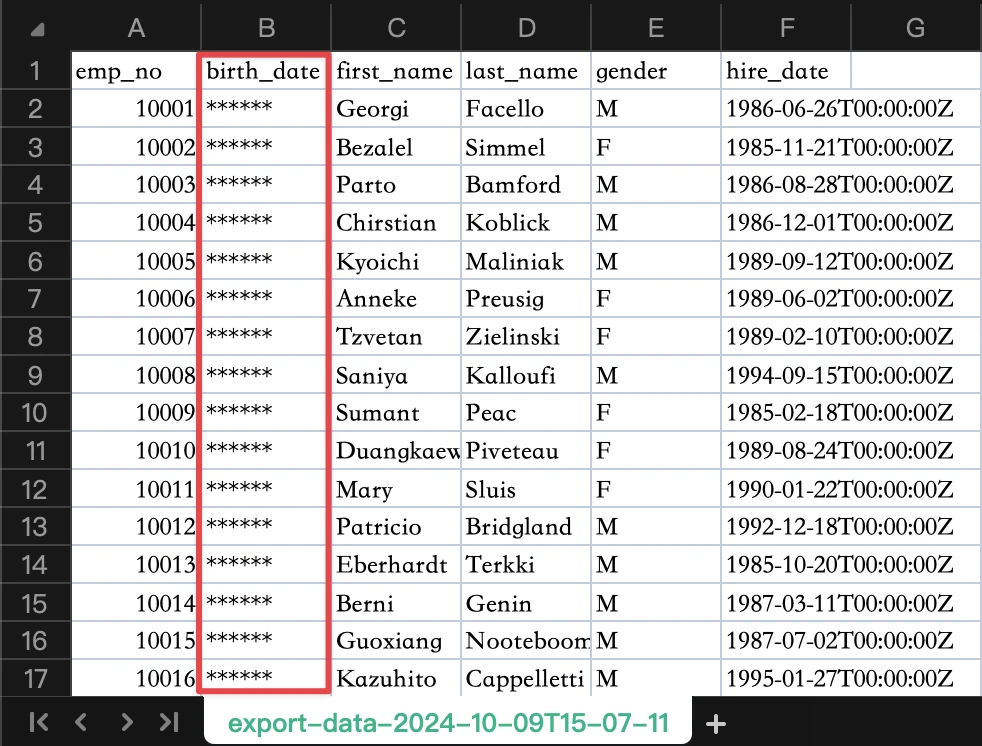 A B C D E F G
1 emp_no birth_date first_name last_name gender hire_date
2 10001 ****** Georgi Facello M 1986-06-26T00:00:00Z
3 10002 ****** Bezalel Simmel F 1985-11-21T00:00:00Z
4 10003 ****** Parto Bamford M 1986-08-28T00:00:00Z
5 10004 ****** Chirstian Koblick M 1986-12-01T00:00:00Z
6 10005 ****** Kyoichi Maliniak M 1989-09-12T00:00:00Z
7 10006 ****** Anneke Preusig F 1989-06-02T00:00:00Z
8 10007 ****** Tzvetan Zielinski F 1989-02-10T00:00:00Z
9 10008 ****** Saniya Kalloufi M 1994-09-15T00:00:00Z
10 10009 ****** Sumant Peac F 1985-02-18T00:00:00Z
11 10010 ****** Duangkaew Piveteau F 1989-08-24T00:00:00Z
12 10011 ****** Mary Sluis F 1990-01-22T00:00:00Z
13 10012 ****** Patricio Bridgland M 1992-12-18T00:00:00Z
14 10013 ****** Eberhardt Terkki M 1985-10-20T00:00:00Z
15 10014 ****** Berni Genin M 1987-03-11T00:00:00Z
16 10015 ****** Guoxiang Nooteboom M 1987-07-02T00:00:00Z
17 10016 ****** Kazuhito Cappelletti M 1995-01-27T00:00:00Z
export-data-2024-10-09T15-07-11 +